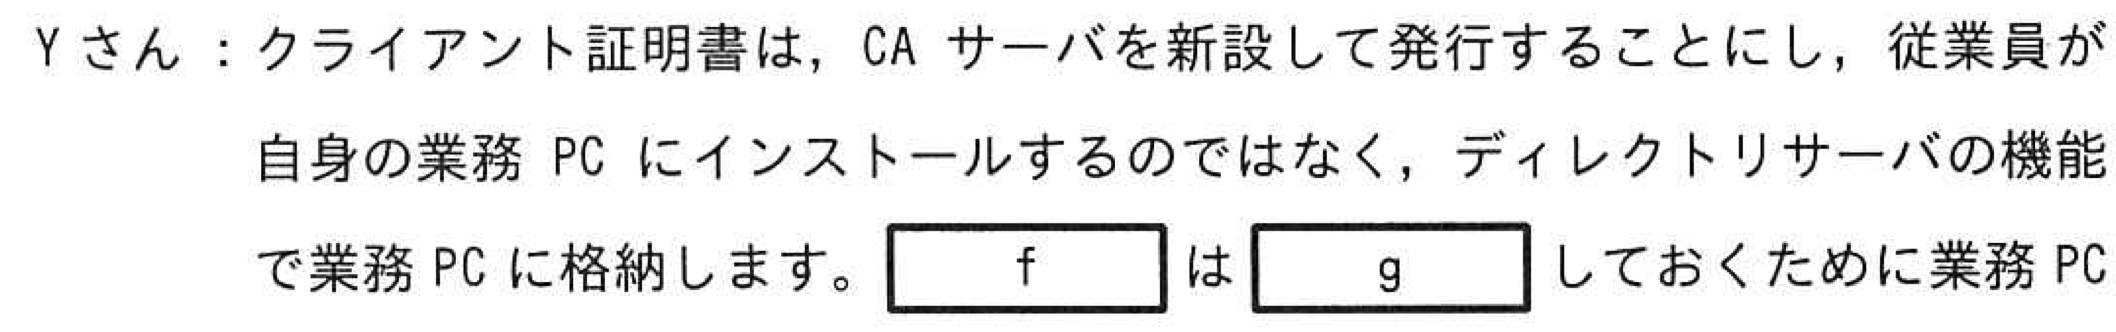 Yさん：クライアント証明書は，CA サーバを新設して発行することにし，従業員が
自身の業務 PC にインストールするのではなく，ディレクトリサーバの機能
で業務 PC に格納します。 f は g しておくために業務 PC